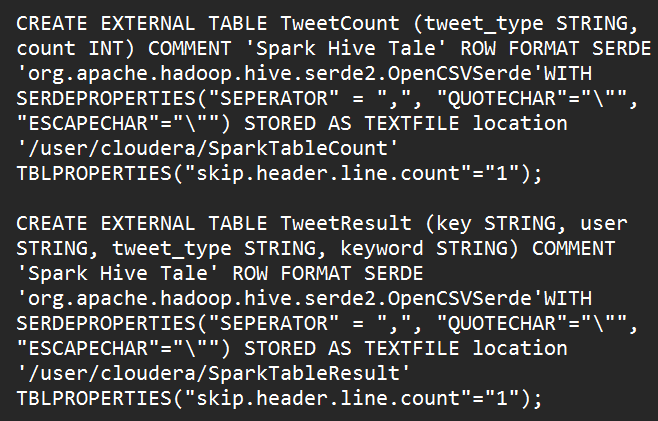 CREATE EXTERNAL TABLE TweetCount (tweet_type STRING,
count INT) COMMENT 'Spark Hive Tale' ROW FORMAT SERDE
'org.apache.hadoop.hive.serde2.OpenCSVSerde'WITH
SERDEPROPERTIES("SEPERATOR" = ",", "QUOTECHAR"="\"",
"ESCAPECHAR"="\"") STORED AS TEXTFILE location
'/user/cloudera/SparkTableCount'
TBLPROPERTIES("skip.header.line.count"="1");
CREATE EXTERNAL TABLE TweetResult (key STRING, user
STRING, tweet_type STRING, keyword STRING) COMMENT
'Spark Hive Tale' ROW FORMAT SERDE
'org.apache.hadoop.hive.serde2.OpenCSVSerde'WITH
SERDEPROPERTIES("SEPERATOR" = ",", "QUOTECHAR"="\"",
"ESCAPECHAR"="\"") STORED AS TEXTFILE location
'/user/cloudera/SparkTableResult'
TBLPROPERTIES("skip.header.line.count"="1");